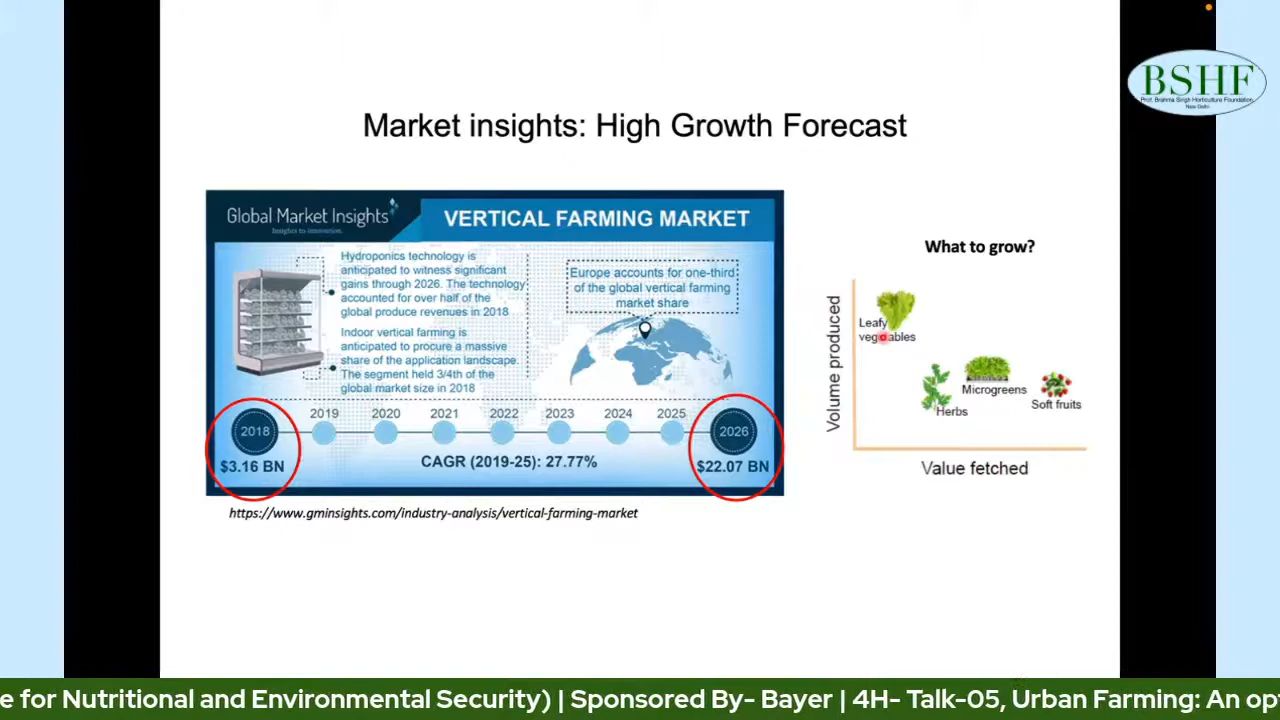 BSHF
Prof. Brahma Singh Horticulture Foundation
New Delhi
Market insights: High Growth Forecast
Global Market Insights
Insights to innovation.
VERTICAL FARMING MARKET
Hydroponics technology is
anticipated to witness significant
gains through 2026. The technology
accounted for over half of the
global produce revenues in 2018
Indoor vertical farming is
anticipated to procure a massive
share of the application landscape.
The segment held 3/4th of the
global market size in 2018
Europe accounts for one-third
of the global vertical farming
market share
2018
2019
2020
2021
2022
2023
2024
2025
2026
$3.16 BN
CAGR (2019-25): 27.77%
$22.07 BN
https://www.gminsights.com/industry-analysis/vertical-farming-market
What to grow?
Volume produced
Leafy
vegetables
Herbs
Microgreens
Soft fruits
Value fetched
e for Nutritional and Environmental Security) | Sponsored By- Bayer | 4H- Talk-05, Urban Farming: An op